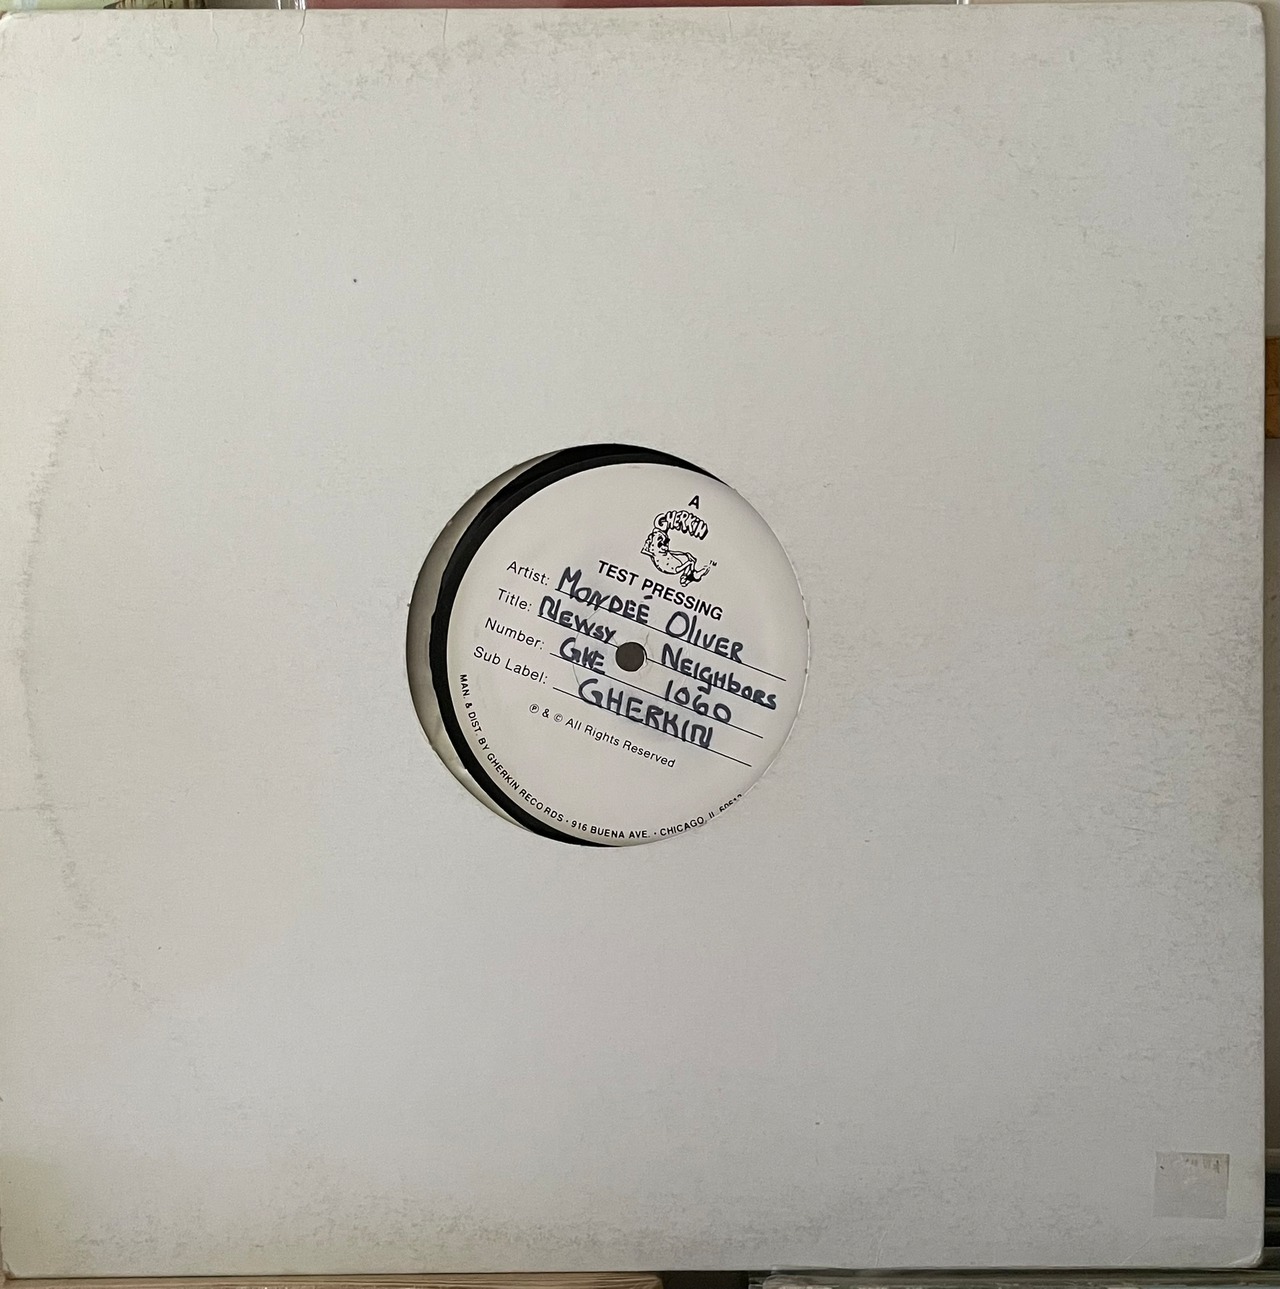 A
GHERKIN
™
TEST PRESSING
Artist: MONDEÉ OLIVER
Title: NEWSY NEIGHBORS
Number: GKE 1060
Sub Label: GHERKIN
℗ & © All Rights Reserved
MAN. & DIST. BY GHERKIN RECORDS · 916 BUENA AVE. · CHICAGO, IL